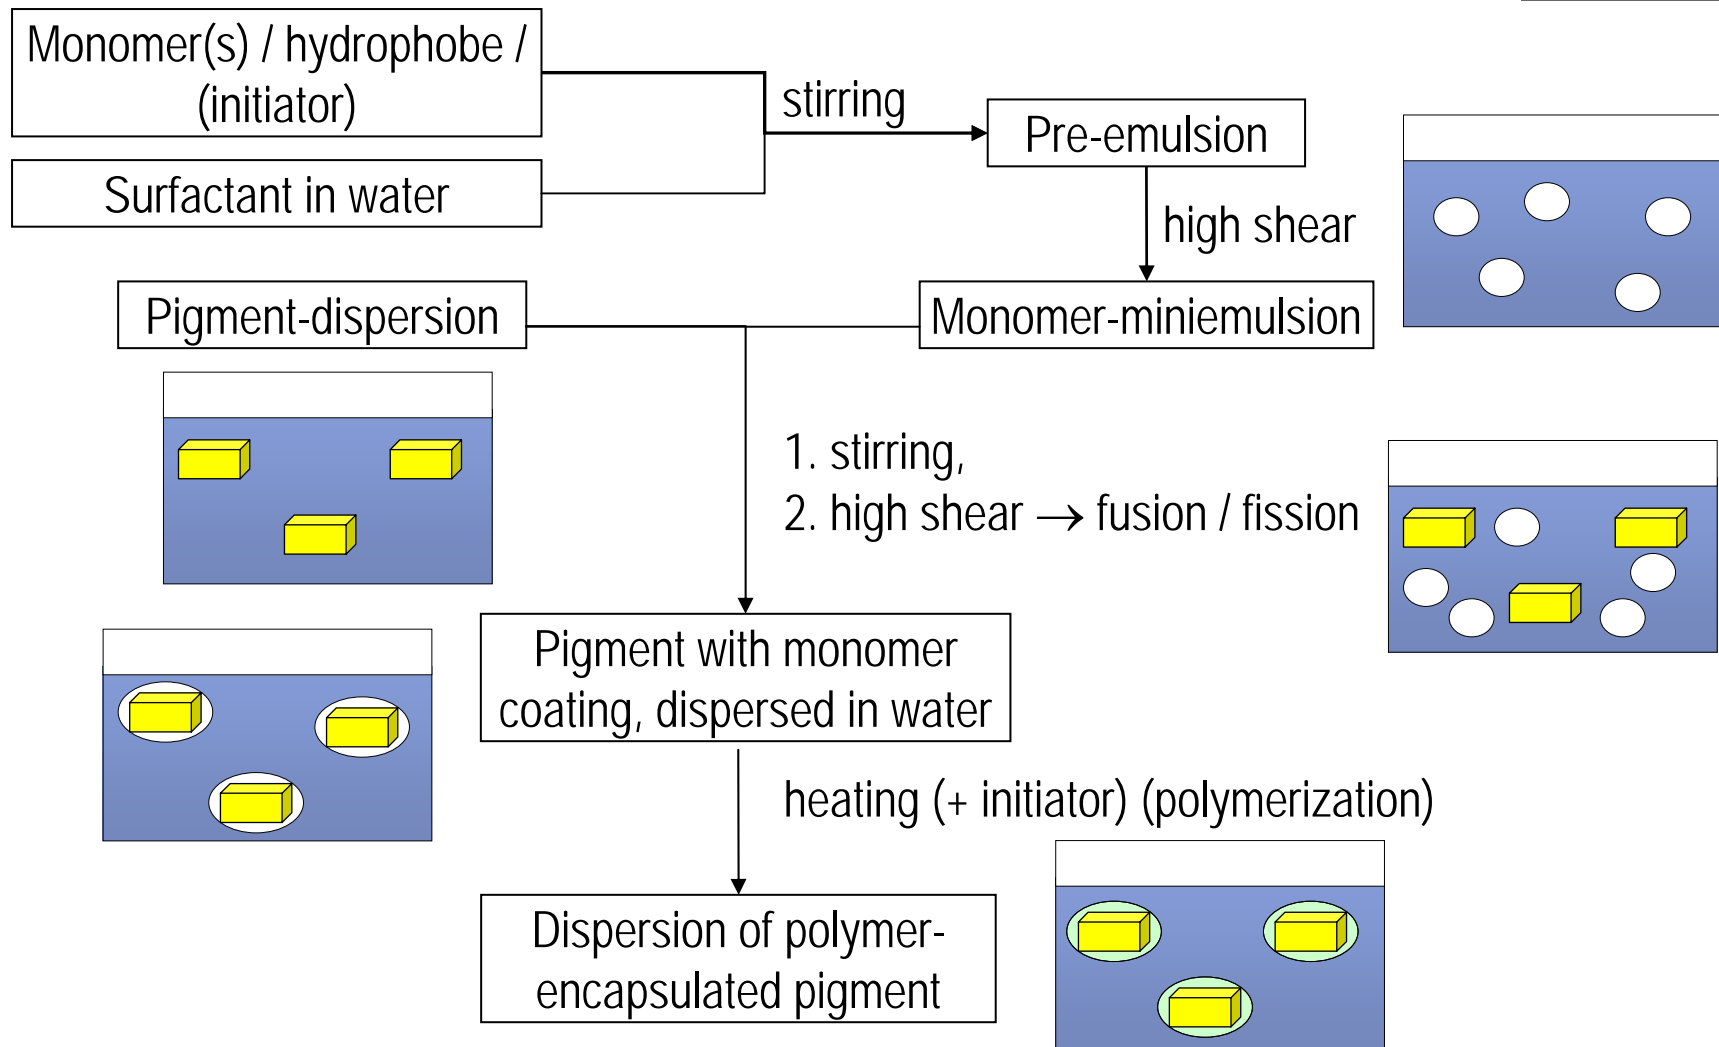 Monomer(s) / hydrophobe /
(initiator)
stirring
Pre-emulsion
Surfactant in water
high shear
Pigment-dispersion
Monomer-miniemulsion
1. stirring,
2. high shear → fusion / fission
Pigment with monomer
coating, dispersed in water
heating (+ initiator) (polymerization)
Dispersion of polymer-
encapsulated pigment